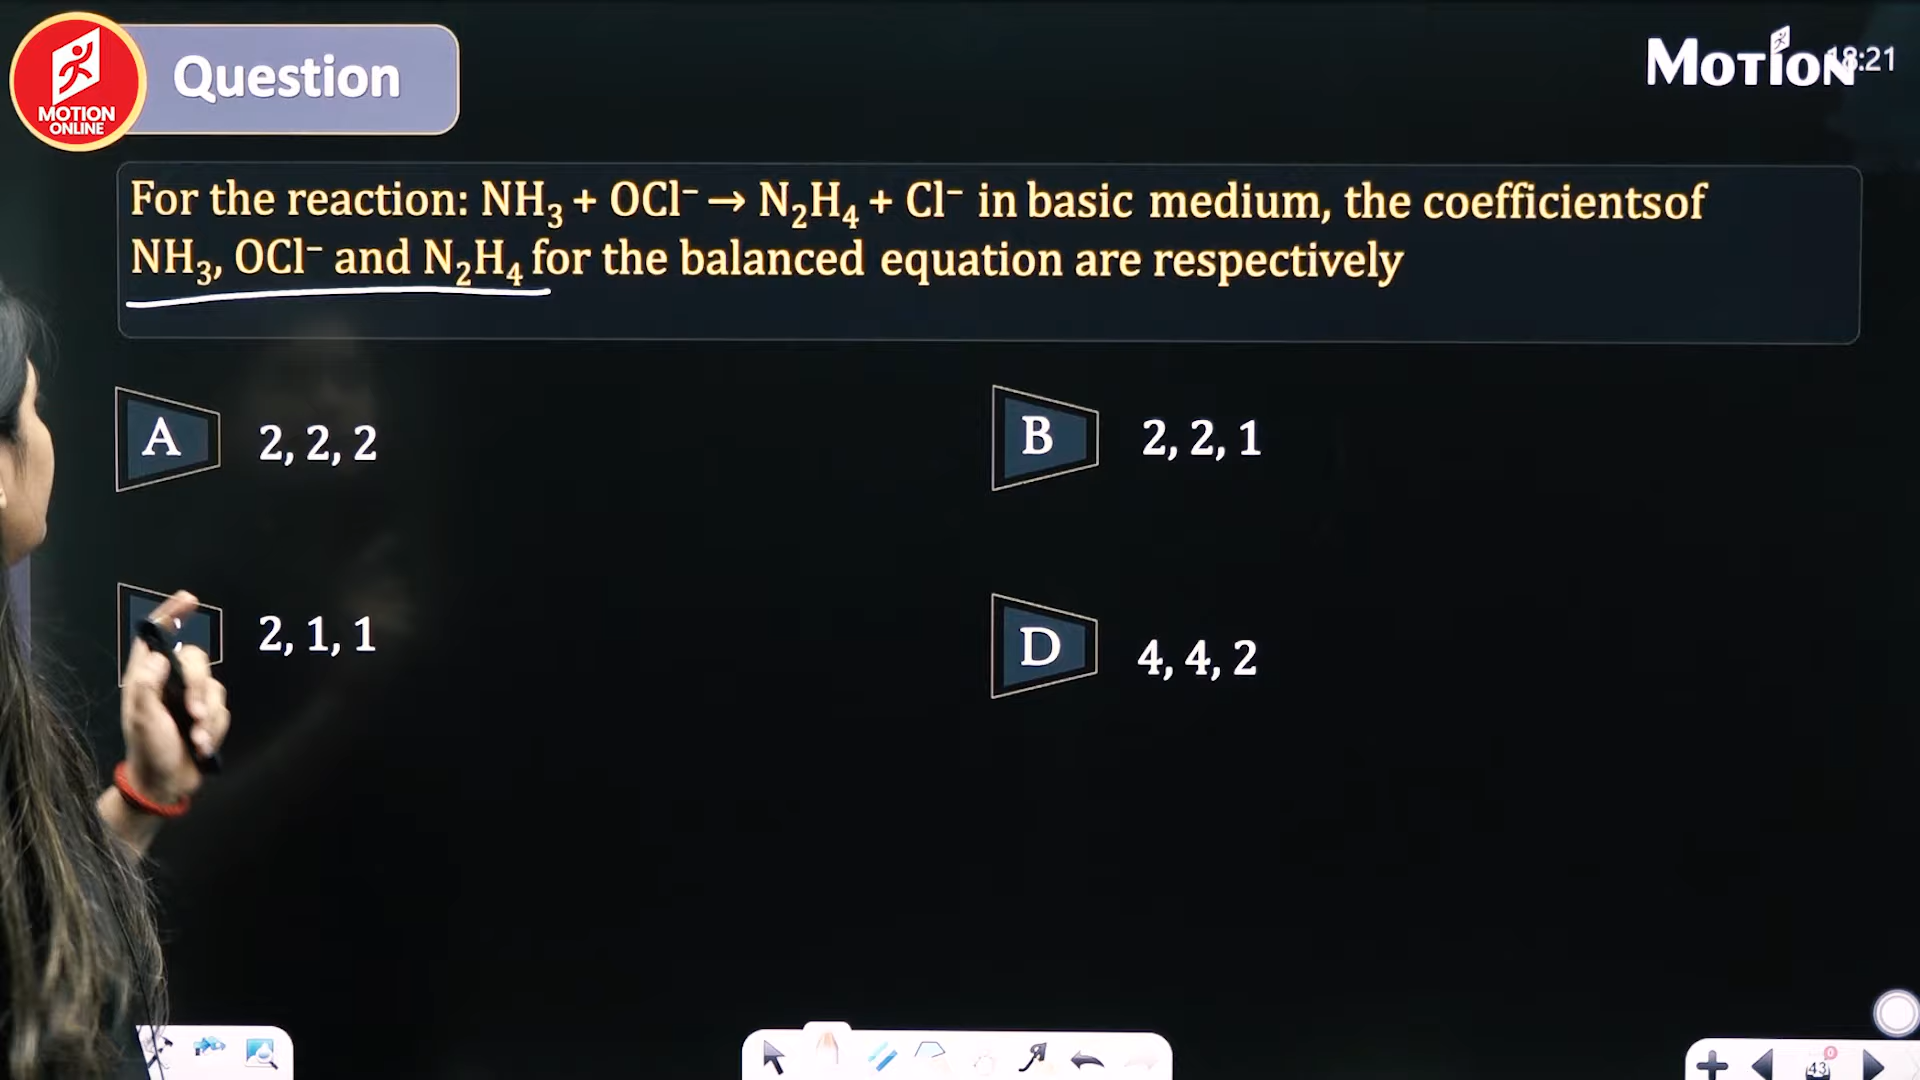 MOTION
ONLINE
Question
MOTION
18:21
For the reaction: NH₃ + OCl⁻ → N₂H₄ + Cl⁻ in basic medium, the coefficientsof
NH₃, OCl⁻ and N₂H₄ for the balanced equation are respectively
A 2, 2, 2
B 2, 2, 1
2, 1, 1
D 4, 4, 2
43
0